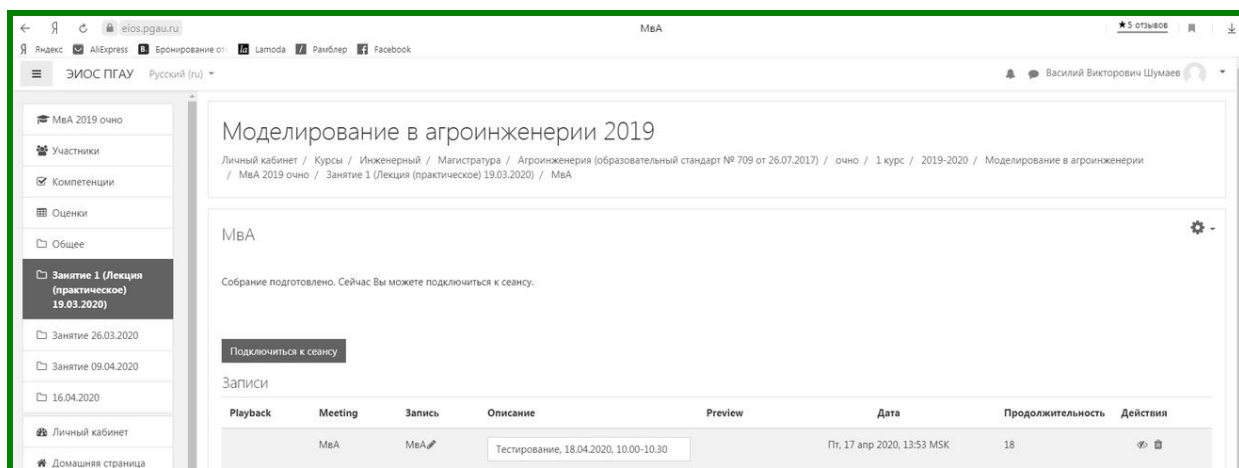 eios.pgau.ru
МвА
★5 отзывов
Яндекс AliExpress Бронирование от Lamoda Рамблер Facebook
ЭИОС ПГАУ Русский (ru)
Василий Викторович Шумаев
МвА 2019 очно
Участники
Компетенции
Оценки
Общее
Занятие 1 (Лекция
(практическое)
19.03.2020)
Занятие 26.03.2020
Занятие 09.04.2020
16.04.2020
Личный кабинет
Домашняя страница
Моделирование в агроинженерии 2019
Личный кабинет / Курсы / Инженерный / Магистратура / Агроинженерия (образовательный стандарт № 709 от 26.07.2017) / очно / 1 курс / 2019-2020 / Моделирование в агроинженерии
/ МвА 2019 очно / Занятие 1 (Лекция (практическое) 19.03.2020) / МвА
МвА
Собрание подготовлено. Сейчас Вы можете подключиться к сеансу.
Подключиться к сеансу
Записи
Playback Meeting Запись Описание Preview Дата Продолжительность Действия
МвА МвА Тестирование, 18.04.2020, 10.00-10.30 Пт, 17 апр 2020, 13:53 MSK 18